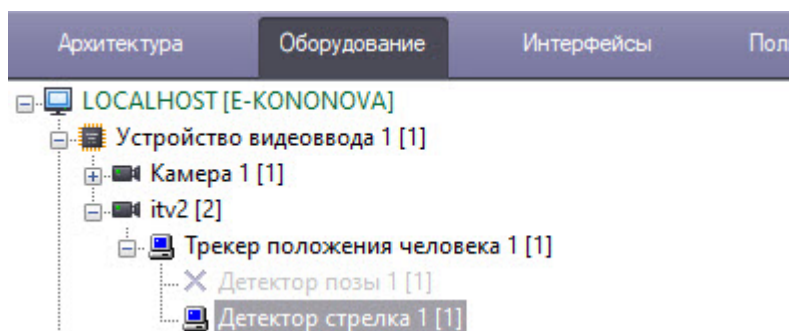 Архитектура Оборудование Интерфейсы Пол
LOCALHOST [E-KONONOVA]
Устройство видеоввода 1 [1]
Камера 1 [1]
itv2 [2]
Трекер положения человека 1 [1]
Детектор позы 1 [1]
Детектор стрелка 1 [1]